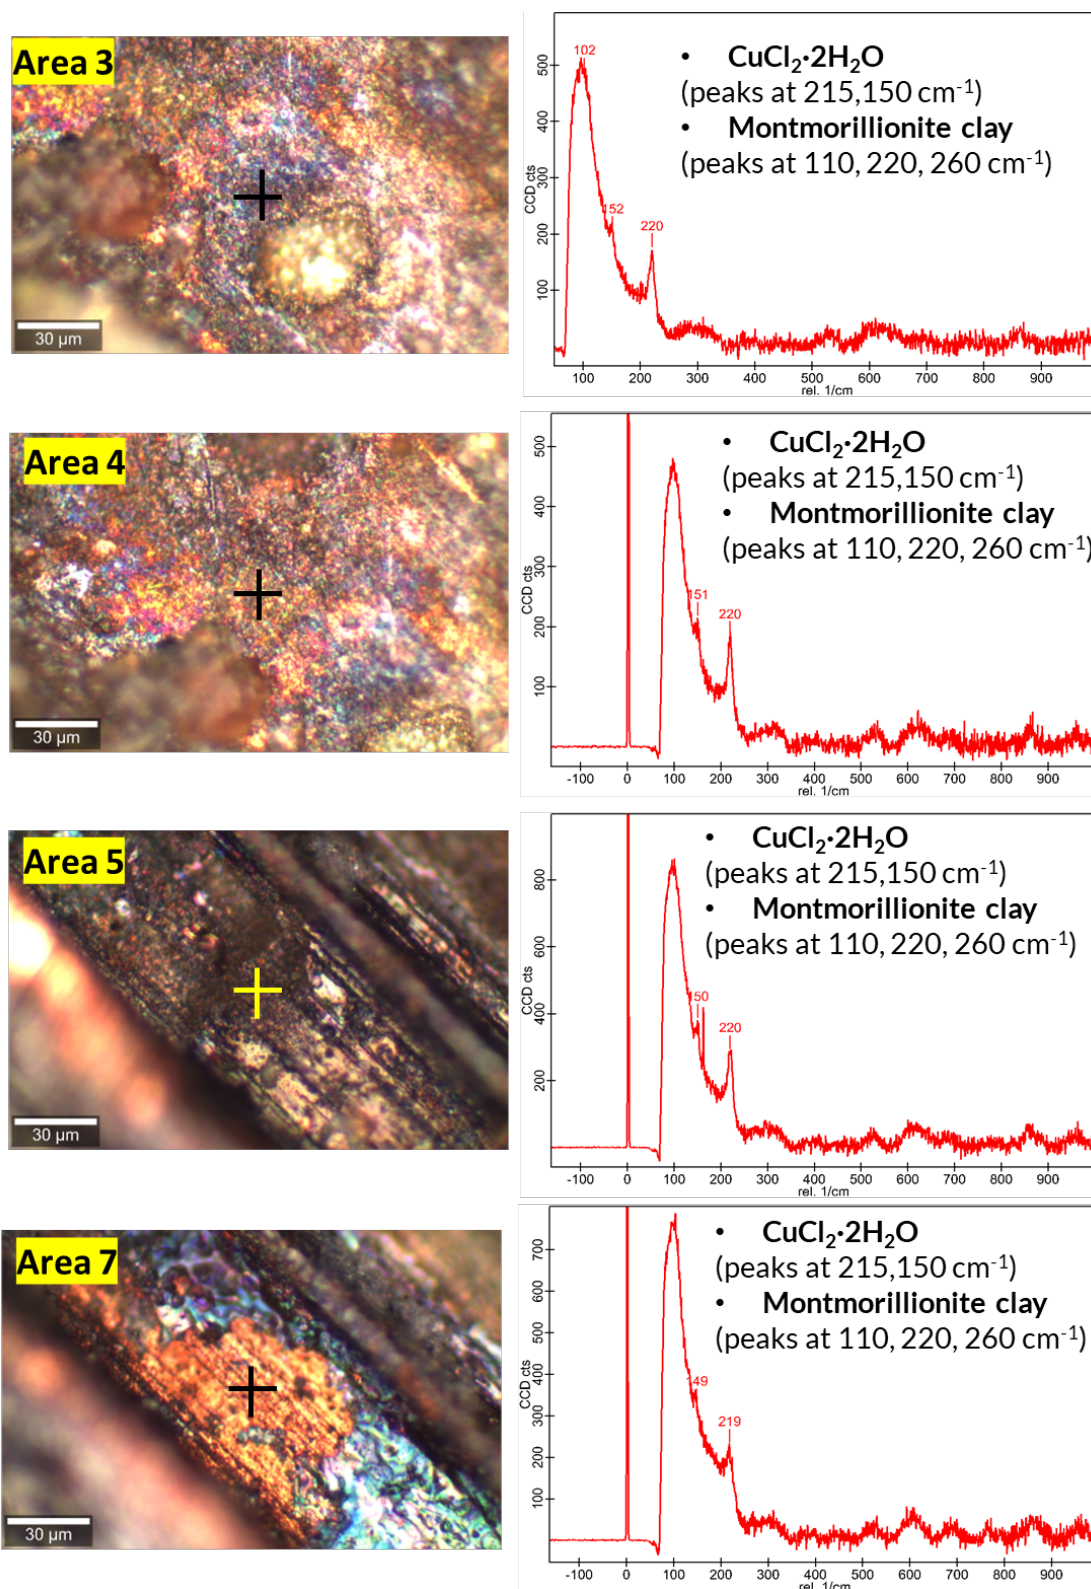 Area 3
30 µm
CCD cts
500
400
300
200
100
102
152
220
• CuCl₂·2H₂O
(peaks at 215,150 cm⁻¹)
• Montmorillionite clay
(peaks at 110, 220, 260 cm⁻¹)
100 200 300 400 500 600 700 800 900
rel. 1/cm
Area 4
30 µm
CCD cts
500
400
300
200
100
151
220
• CuCl₂·2H₂O
(peaks at 215,150 cm⁻¹)
• Montmorillionite clay
(peaks at 110, 220, 260 cm⁻¹)
-100 0 100 200 300 400 500 600 700 800 900
rel. 1/cm
Area 5
30 µm
CCD cts
800
600
400
200
150
220
• CuCl₂·2H₂O
(peaks at 215,150 cm⁻¹)
• Montmorillionite clay
(peaks at 110, 220, 260 cm⁻¹)
-100 0 100 200 300 400 500 600 700 800 900
rel. 1/cm
Area 7
30 µm
CCD cts
700
600
500
400
300
200
100
149
219
• CuCl₂·2H₂O
(peaks at 215,150 cm⁻¹)
• Montmorillionite clay
(peaks at 110, 220, 260 cm⁻¹)
-100 0 100 200 300 400 500 600 700 800 900
rel. 1/cm